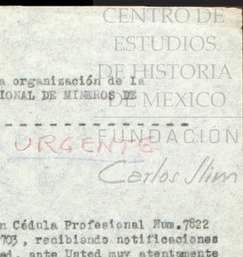 CENTRO DE
ESTUDIOS
DE HISTORIA
DE MEXICO
FUNDACIÓN
Carlos Slim
a organización de la
IONAL DE MINEROS DE
URGENTE
n Cédula Profesional Num.7822
703, recibiendo notificaciones
ed, ante Usted muy atentamente